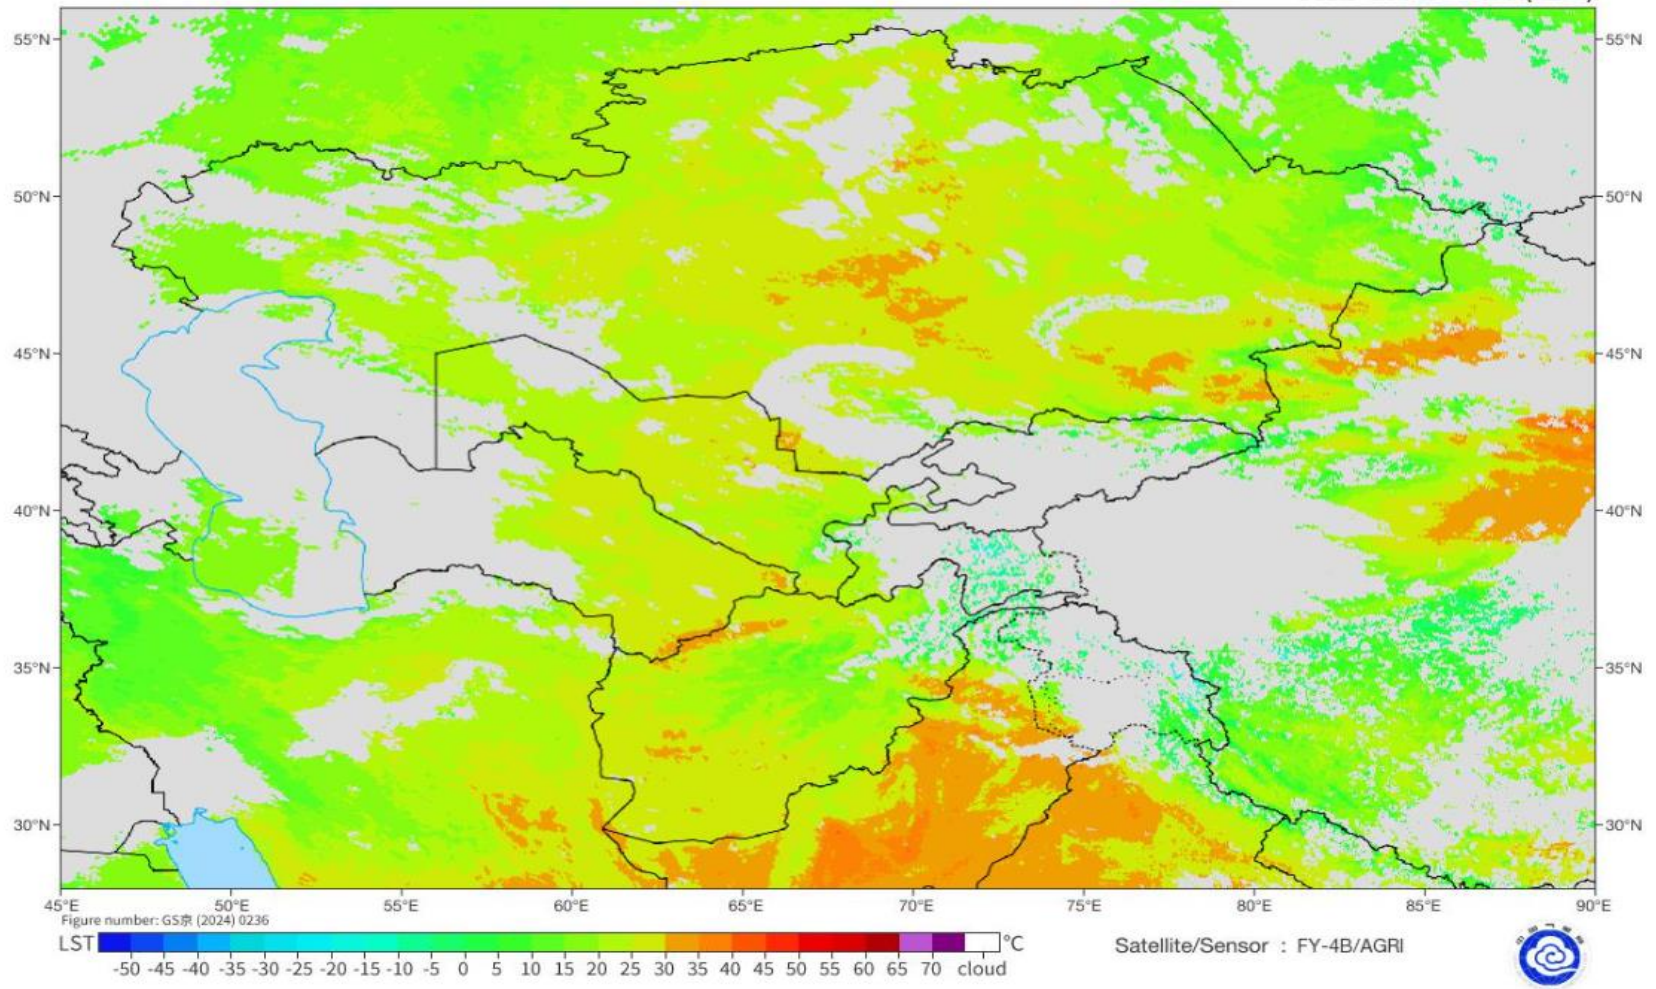 55°N 55°N
50°N 50°N
45°N 45°N
40°N 40°N
35°N 35°N
30°N 30°N
45°E 50°E 55°E 60°E 65°E 70°E 75°E 80°E 85°E 90°E
Figure number: GS京 (2024) 0236
LST °C
-50 -45 -40 -35 -30 -25 -20 -15 -10 -5 0 5 10 15 20 25 30 35 40 45 50 55 60 65 70 cloud
Satellite/Sensor : FY-4B/AGRI